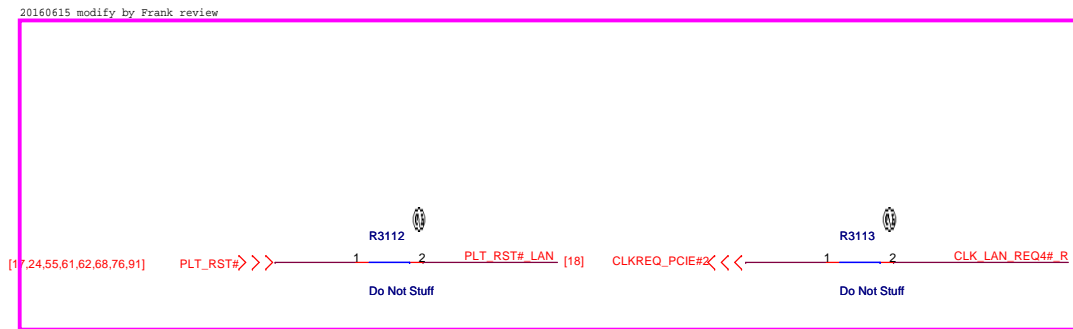 20160615 modify by Frank review
R3112
R3113
[17,24,55,61,62,68,76,91] PLT_RST# 1 2 PLT_RST#_LAN [18] CLKREQ_PCIE#2 1 2 CLK_LAN_REQ4#_R
Do Not Stuff
Do Not Stuff